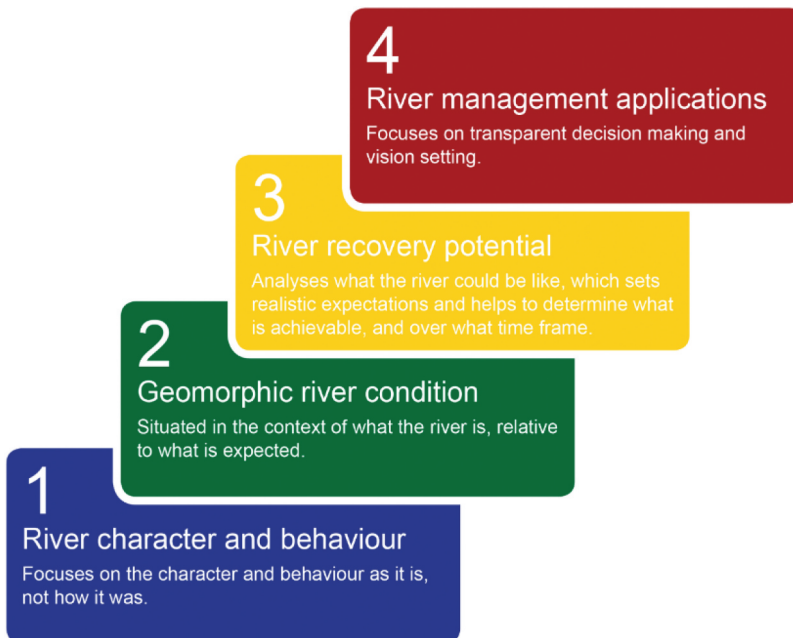 4
River management applications
Focuses on transparent decision making and
vision setting.
3
River recovery potential
Analyses what the river could be like, which sets
realistic expectations and helps to determine what
is achievable, and over what time frame.
2
Geomorphic river condition
Situated in the context of what the river is, relative
to what is expected.
1
River character and behaviour
Focuses on the character and behaviour as it is,
not how it was.